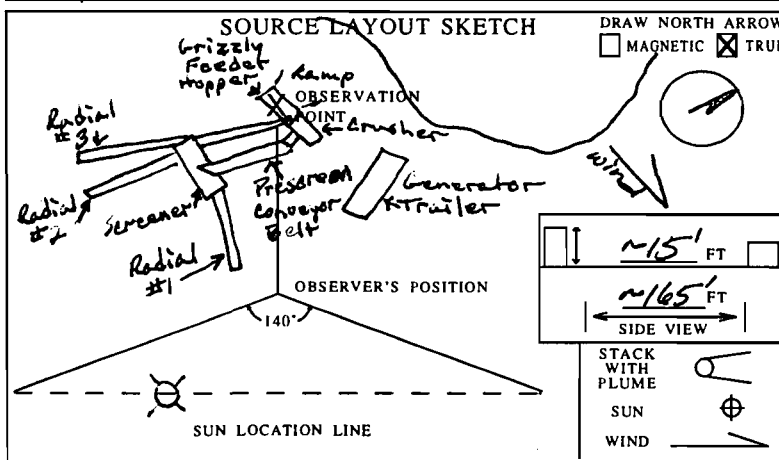 SOURCE LAYOUT SKETCH
DRAW NORTH ARROW
MAGNETIC TRUE
Grizzly
Feeder
Hopper
Ramp
OBSERVATION
POINT
Crusher
Radial
#3
Radial
#2
Screener
Radial
#1
Prescreen
Conveyor
Belt
Generator
Trailer
Wind
~15' FT
~165' FT
SIDE VIEW
OBSERVER'S POSITION
140°
SUN LOCATION LINE
STACK
WITH
PLUME
SUN
WIND